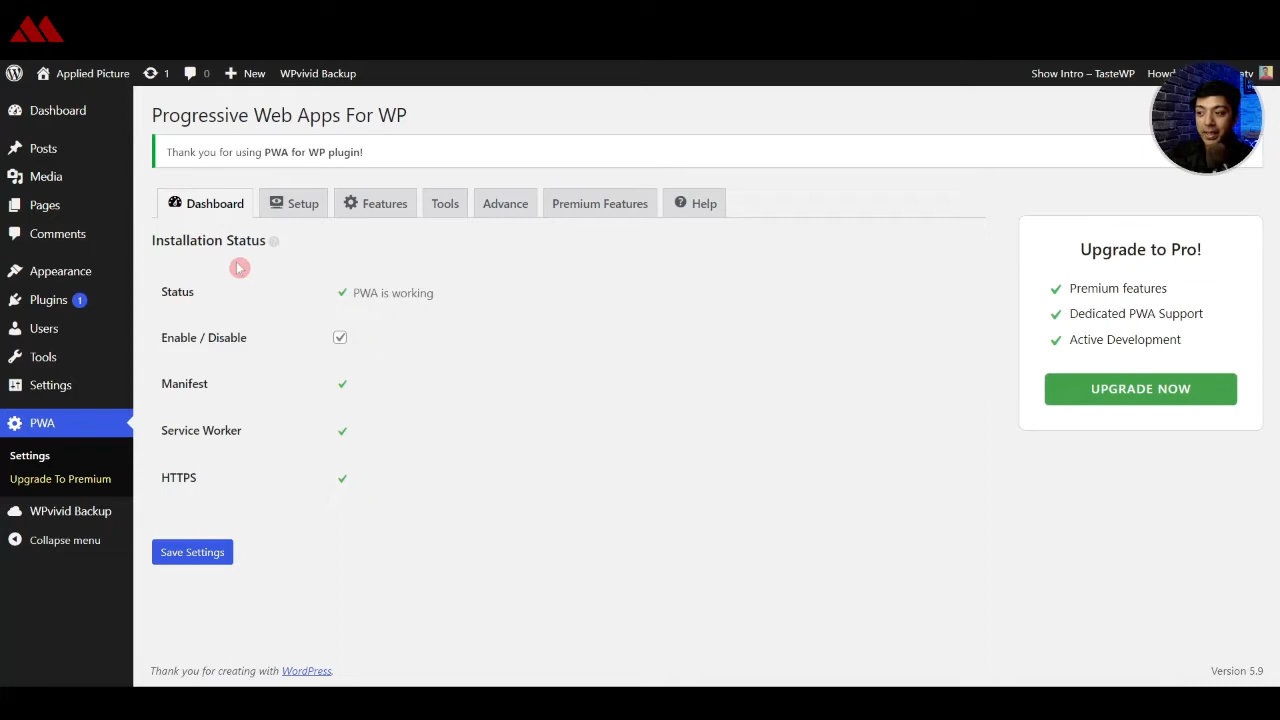 Applied Picture
1
0
New
WPvivid Backup
Show Intro – TasteWP
Dashboard
Posts
Media
Pages
Comments
Appearance
Plugins 1
Users
Tools
Settings
PWA
Settings
Upgrade To Premium
WPvivid Backup
Collapse menu
Progressive Web Apps For WP
Thank you for using PWA for WP plugin!
Dashboard
Setup
Features
Tools
Advance
Premium Features
Help
Installation Status
Status
PWA is working
Enable / Disable
Manifest
Service Worker
HTTPS
Save Settings
Upgrade to Pro!
Premium features
Dedicated PWA Support
Active Development
UPGRADE NOW
Thank you for creating with WordPress.
Version 5.9